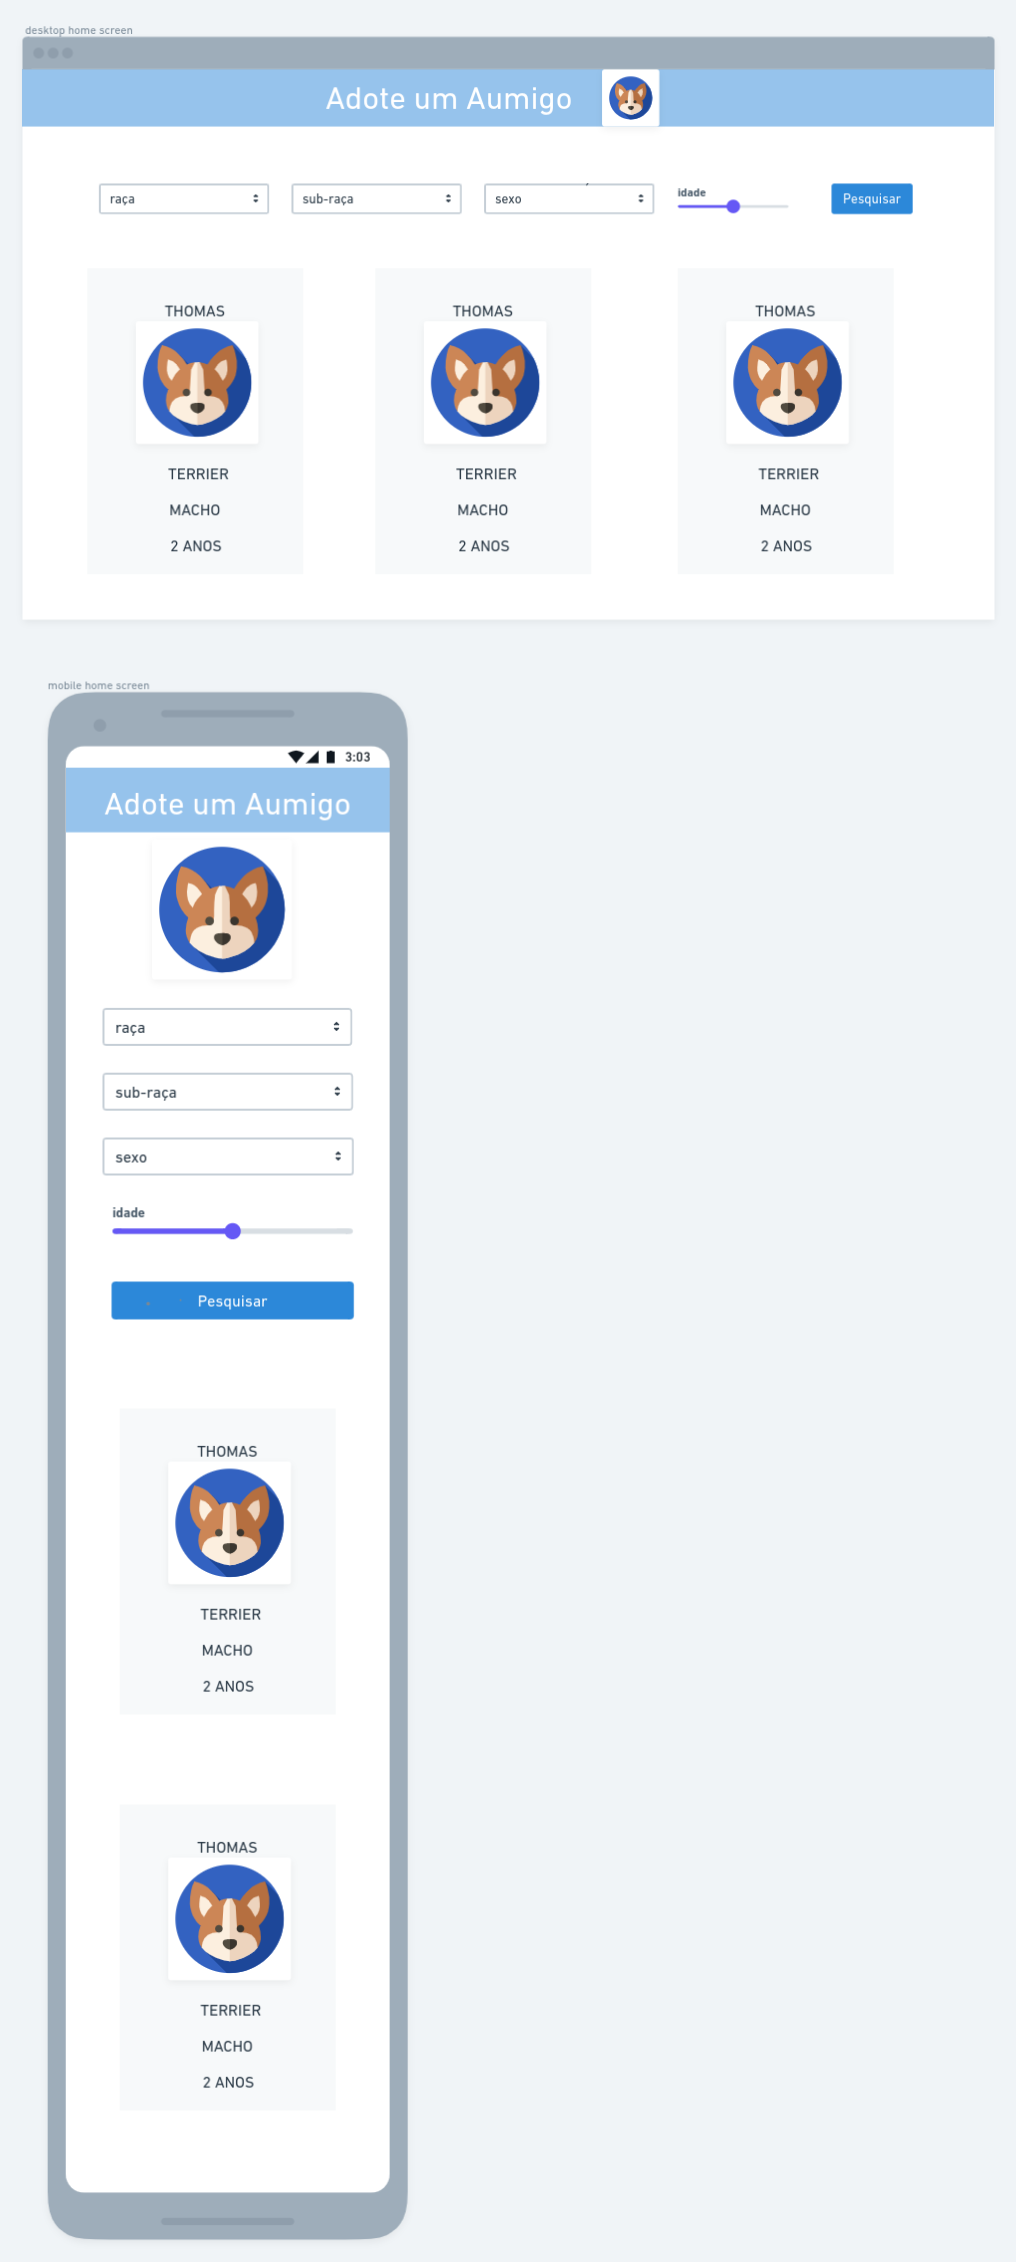 desktop home screen
Adote um Aumigo
raça
sub-raça
sexo
idade
Pesquisar
THOMAS
TERRIER
MACHO
2 ANOS
THOMAS
TERRIER
MACHO
2 ANOS
THOMAS
TERRIER
MACHO
2 ANOS
mobile home screen
3:03
Adote um Aumigo
raça
sub-raça
sexo
idade
Pesquisar
THOMAS
TERRIER
MACHO
2 ANOS
THOMAS
TERRIER
MACHO
2 ANOS